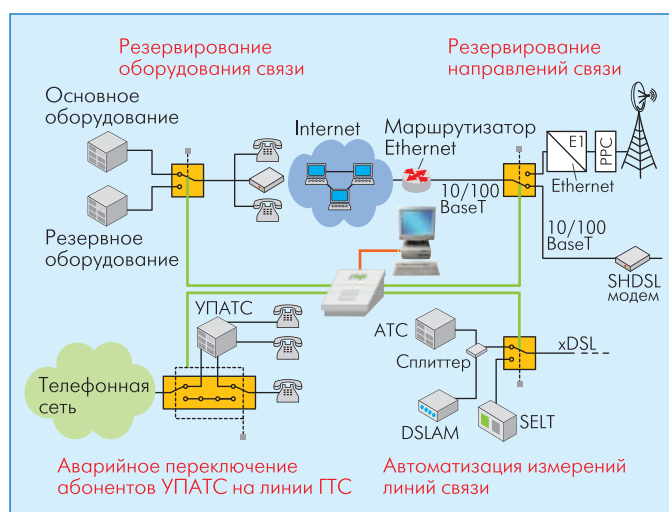 Резервирование
оборудования связи
Резервирование
направлений связи
Основное
оборудование
Резервное
оборудование
Internet
Маршрутизатор
Ethernet
10/100
BaseT
E1
Ethernet
РРС
10/100
BaseT
SHDSL
модем
УПАТС
Телефонная
сеть
АТС
Сплиттер
xDSL
DSLAM
SELT
Аварийное переключение
абонентов УПАТС на линии ГТС
Автоматизация измерений
линий связи